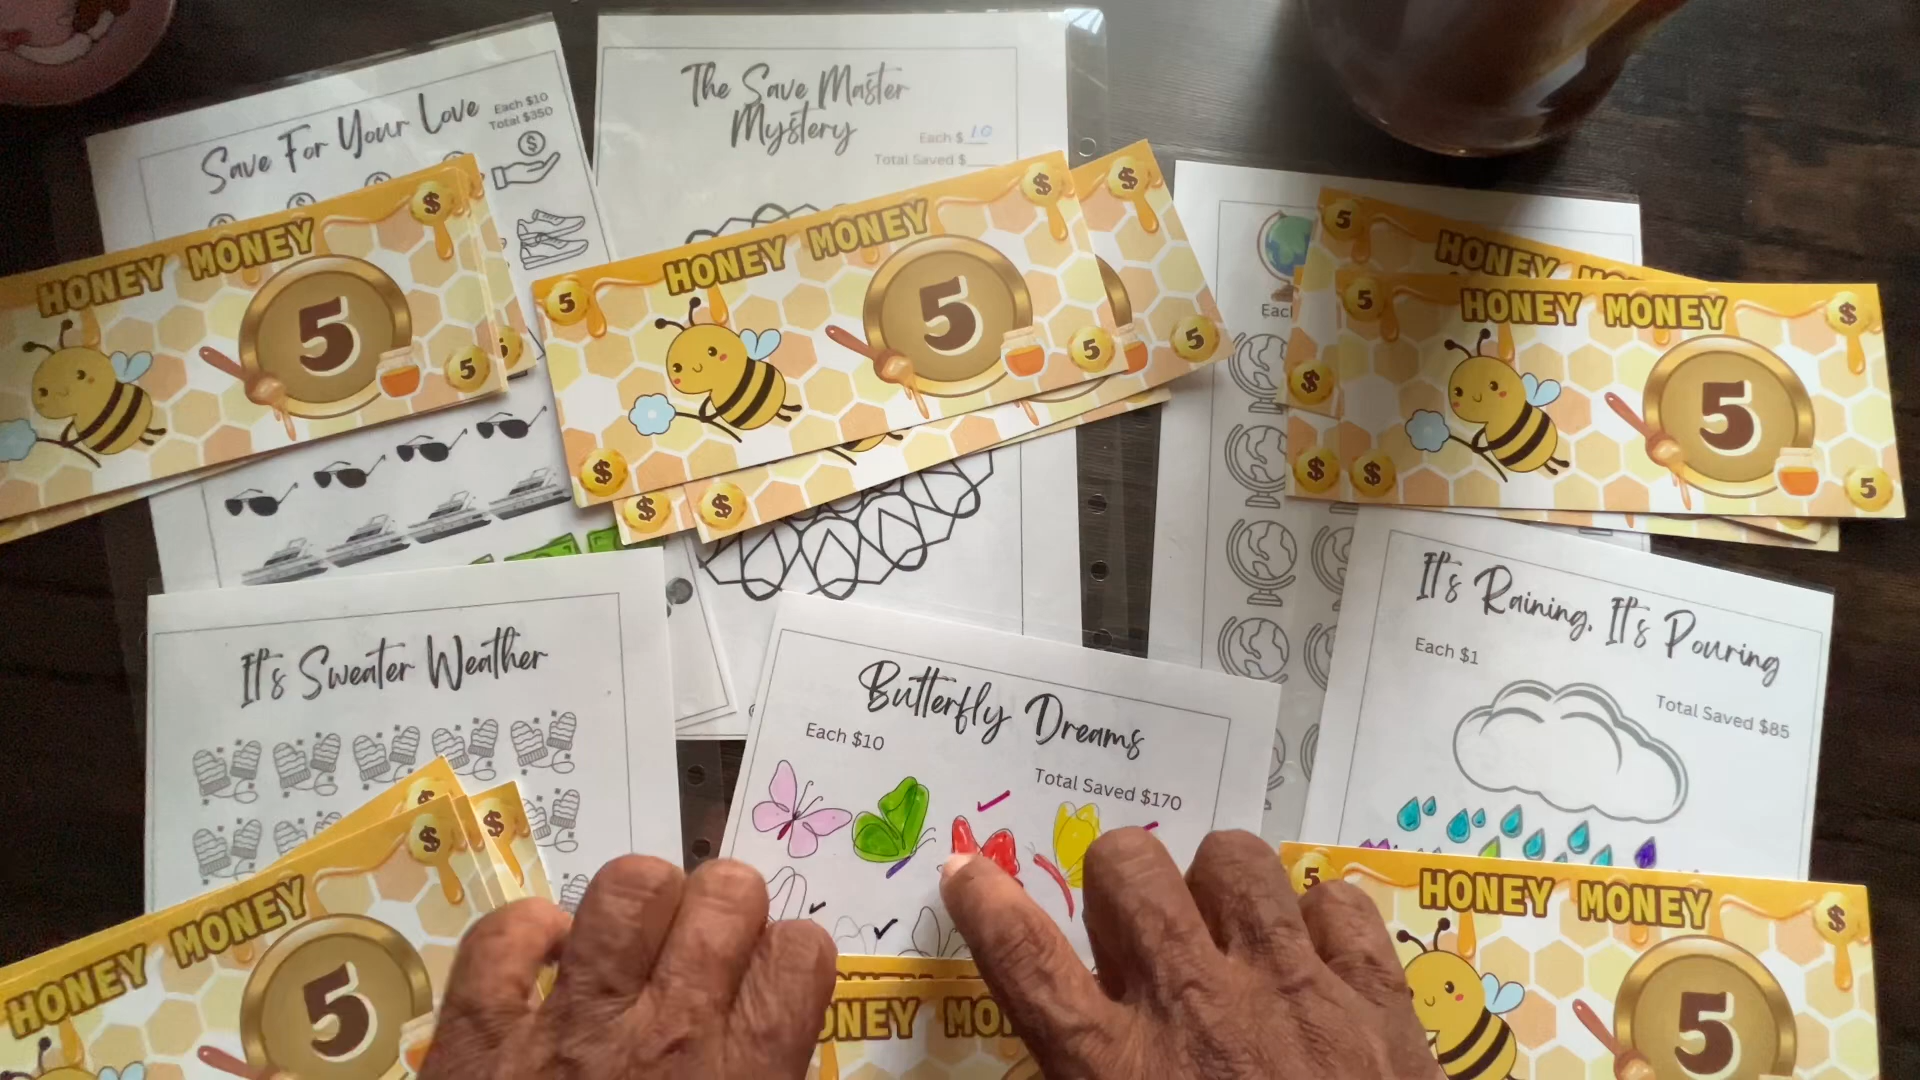 Save For Your Love
Each $10
Total $350
$
The Save Master
Mystery
Each $ 10
Total Saved $
HONEY MONEY
$
5
5
HONEY MONEY
5
$
5
5
$
$
5
$
$
HONEY
5
$
HONEY MONEY
5
$
5
5
$
$
It's Sweater Weather
Butterfly Dreams
Each $10
Total Saved $170
It's Raining, It's Pouring
Each $1
Total Saved $85
HONEY MONEY
$
$
5
HONEY MONEY
5
$
5